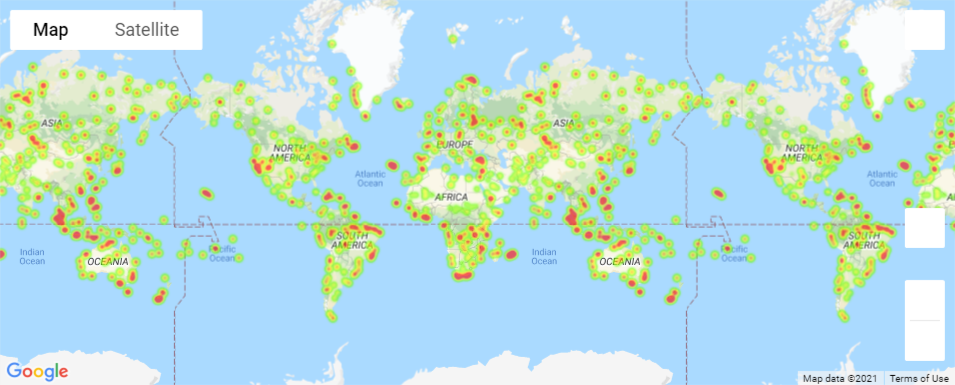 Map Satellite
ASIA
EUROPE
ASIA
NORTH
AMERICA
NORTH
AMERICA
Atlantic
Ocean
Atlantic
Ocean
AFRICA
AF
SOUTH
AMERICA
SOUTH
AMERICA
Indian
Ocean
Pacific
Ocean
Indian
Ocean
Pacific
Ocean
OCEANIA
OCEANIA
Google
Map data ©2021 Terms of Use